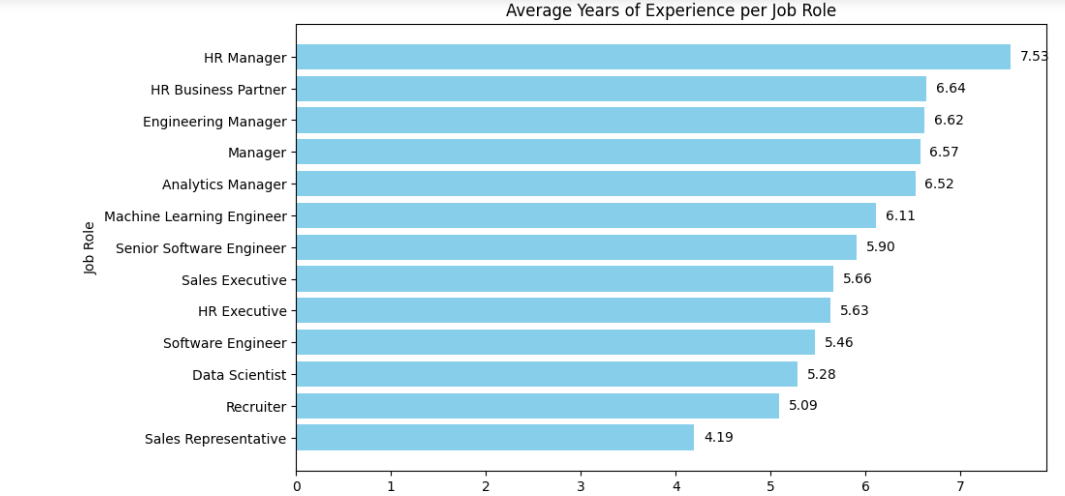 Average Years of Experience per Job Role
HR Manager 7.53
HR Business Partner 6.64
Engineering Manager 6.62
Manager 6.57
Analytics Manager 6.52
Machine Learning Engineer 6.11
Senior Software Engineer 5.90
Sales Executive 5.66
HR Executive 5.63
Software Engineer 5.46
Data Scientist 5.28
Recruiter 5.09
Sales Representative 4.19
Job Role
0 1 2 3 4 5 6 7